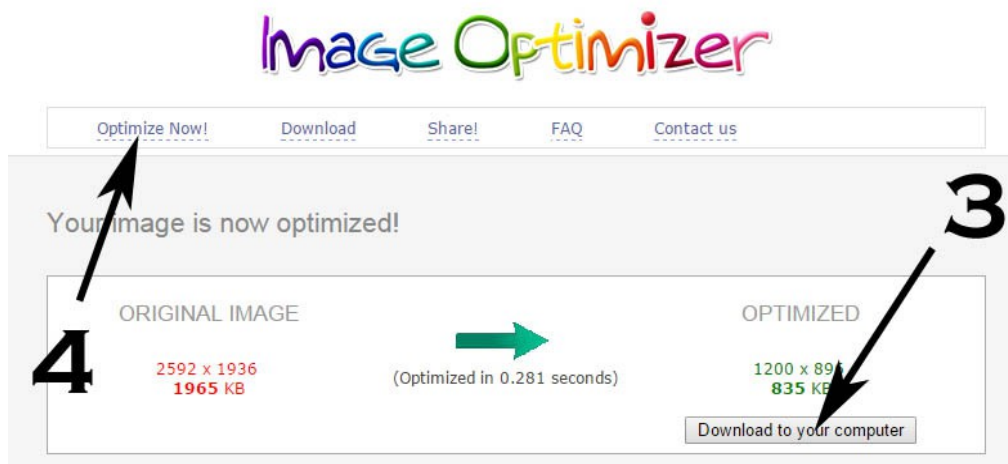 Image Optimizer
Optimize Now! Download Share! FAQ Contact us
3
Your image is now optimized!
ORIGINAL IMAGE OPTIMIZED
4
2592 x 1936 (Optimized in 0.281 seconds) 1200 x
1965 KB 835 KB
Download to your computer